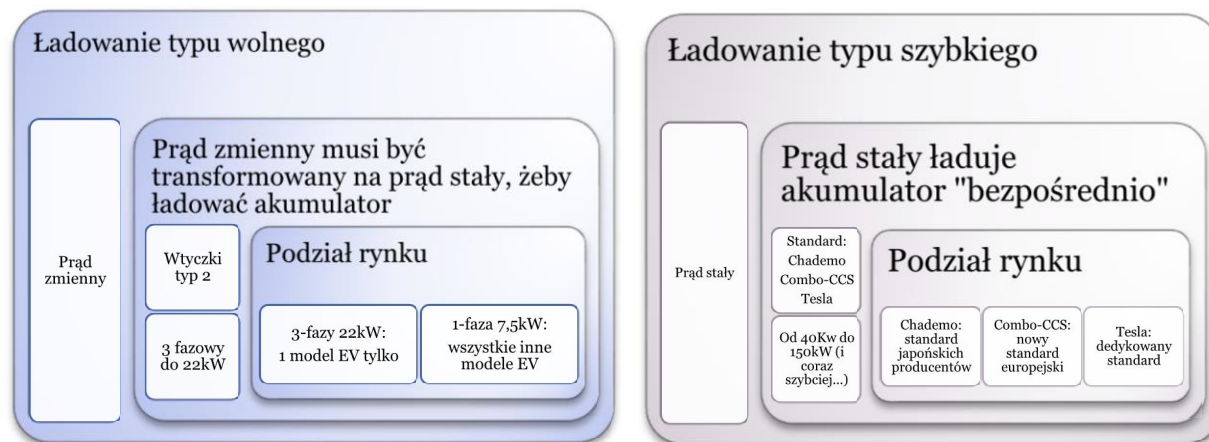 Ładowanie typu wolnego
Prąd
zmienny
Prąd zmienny musi być
transformowany na prąd stały, żeby
ładować akumulator
Wtyczki
typ 2
3 fazowy
do 22kW
Podział rynku
3-fazy 22kW:
1 model EV tylko
1-faza 7,5kW:
wszystkie inne
modele EV
Ładowanie typu szybkiego
Prąd stały
Prąd stały ładuje
akumulator "bezpośrednio"
Standard:
Chademo
Combo-CCS
Tesla
Od 40Kw do
150kW (i
coraz
szybciej...)
Podział rynku
Chademo:
standard
japońskich
producentów
Combo-CCS:
nowy
standard
europejski
Tesla:
dedykowany
standard